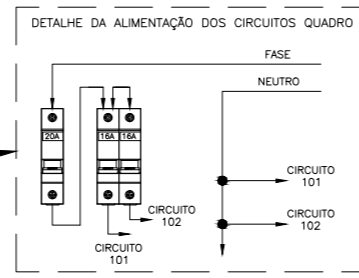 DETALHE DA ALIMENTAÇÃO DOS CIRCUITOS QUADRO
FASE
NEUTRO
20A
16A
16A
CIRCUITO
101
CIRCUITO
102
CIRCUITO
102
CIRCUITO
101